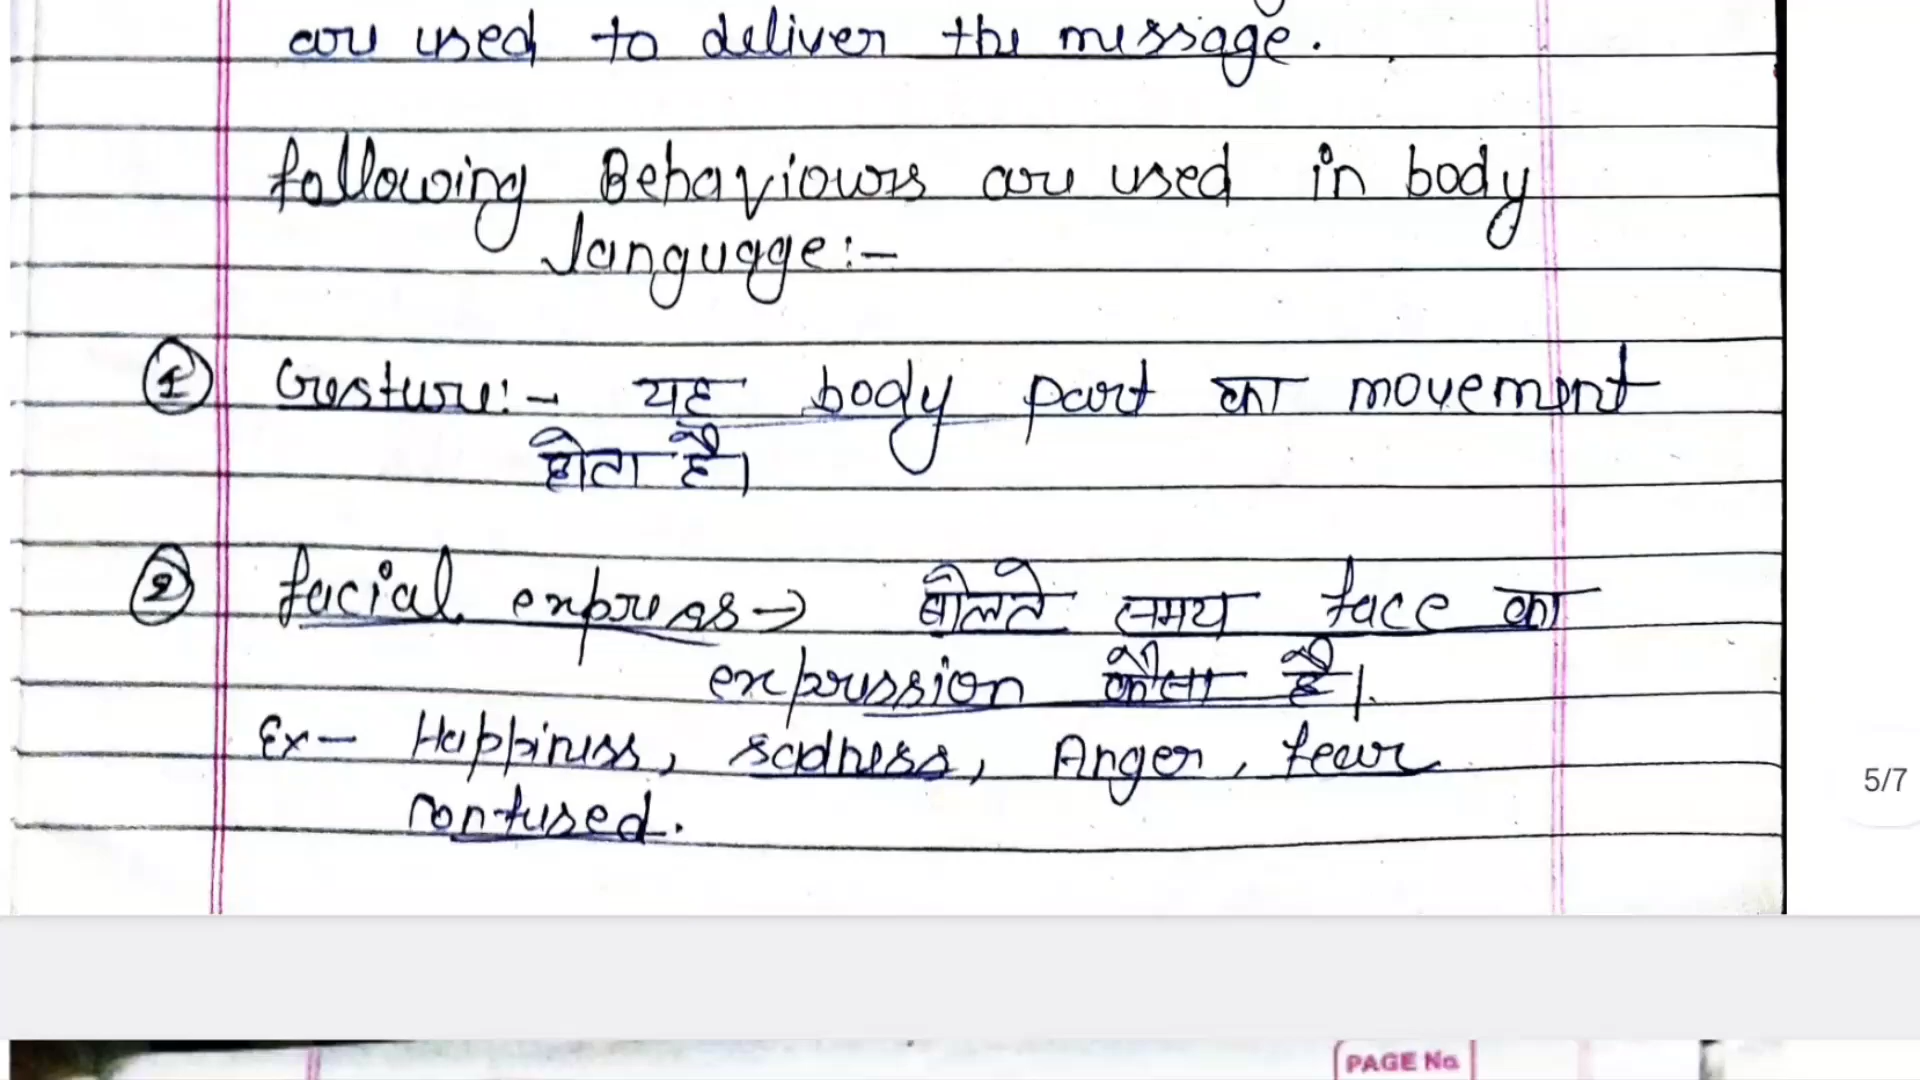 are used to deliver the message.
following Behaviours are used in body
language:-
① Gesture:- यह body part का movement
होता है।
② facial express → बोलते समय face का
expression कैसा है।
Ex- Happiness, sadness, Anger, fear
confused.
5/7
PAGE No